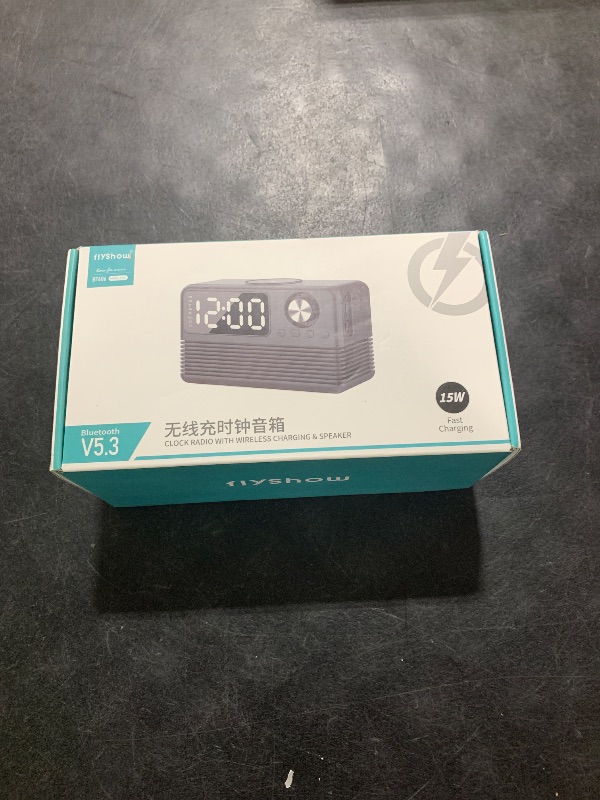 flyshow
12:00
15W
Fast
Charging
Bluetooth
V5.3
无线充时钟音箱
CLOCK RADIO WITH WIRELESS CHARGING & SPEAKER
flyshow